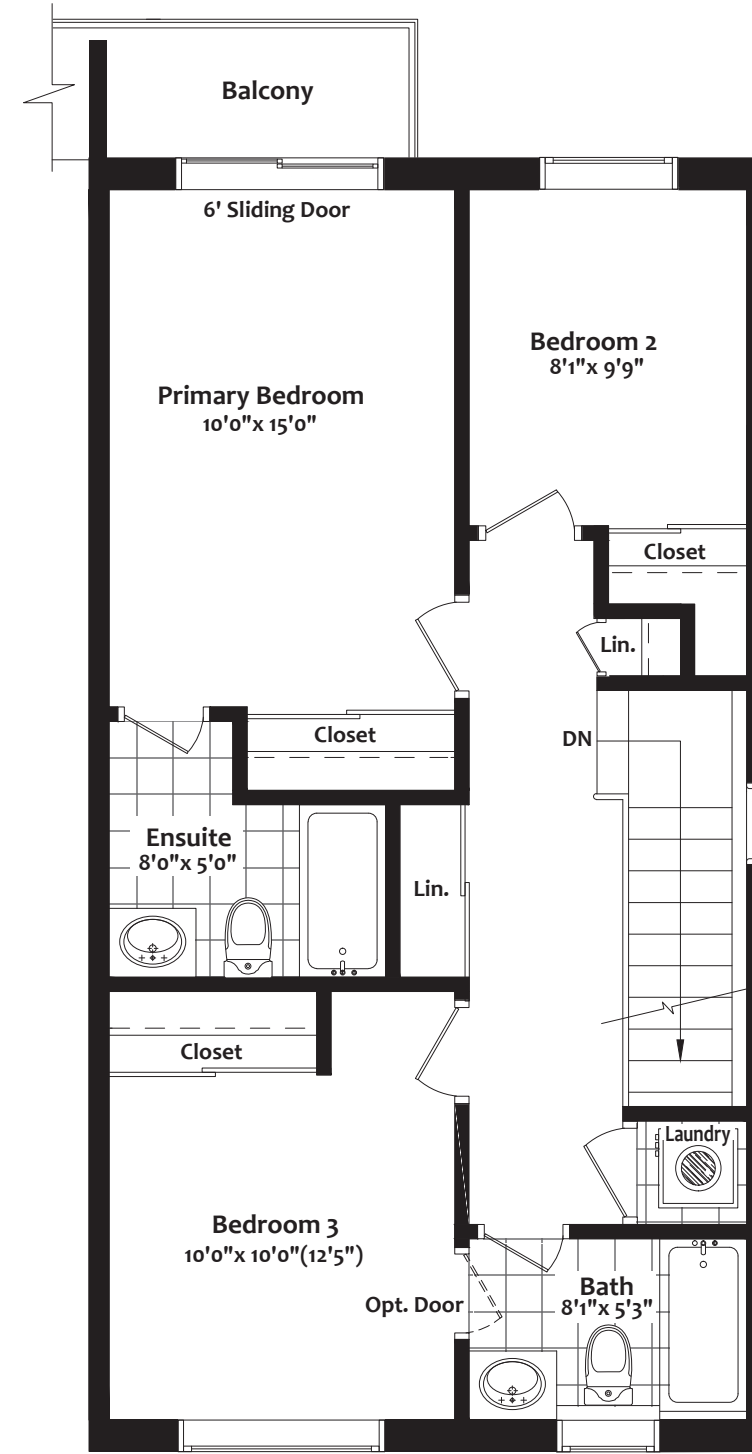 Balcony
6' Sliding Door
Bedroom 2
8'1"x 9'9"
Primary Bedroom
10'0"x 15'0"
Closet
Lin.
Closet
DN
Ensuite
8'0"x 5'0"
Lin.
Closet
Laundry
Bedroom 3
10'0"x 10'0"(12'5")
Opt. Door
Bath
8'1"x 5'3"